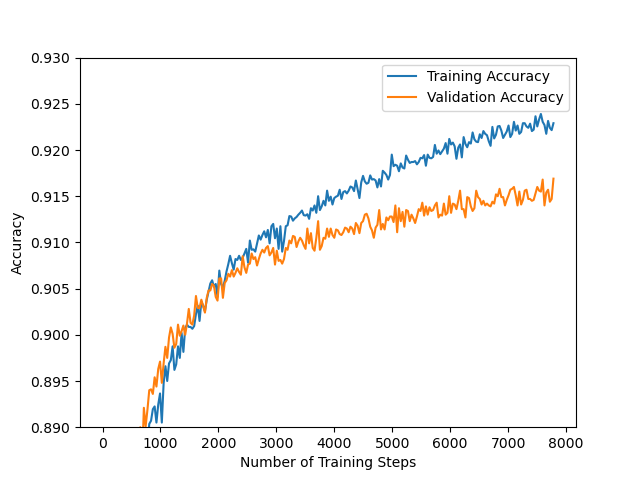 0.930
0.925
0.920
0.915
0.910
0.905
0.900
0.895
0.890
Accuracy
Training Accuracy
Validation Accuracy
0 1000 2000 3000 4000 5000 6000 7000 8000
Number of Training Steps